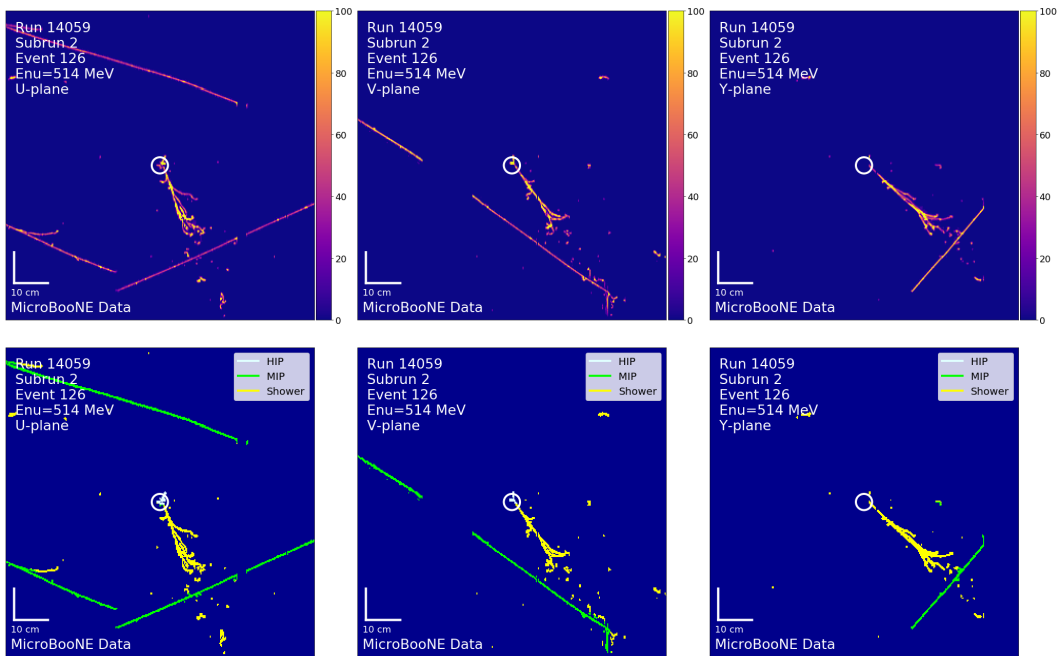 Run 14059
Subrun 2
Event 126
Enu=514 MeV
U-plane
10 cm
MicroBooNE Data
100
80
60
40
20
0
Run 14059
Subrun 2
Event 126
Enu=514 MeV
V-plane
10 cm
MicroBooNE Data
100
80
60
40
20
0
Run 14059
Subrun 2
Event 126
Enu=514 MeV
Y-plane
10 cm
MicroBooNE Data
100
80
60
40
20
0
Run 14059
Subrun 2
Event 126
Enu=514 MeV
U-plane
HIP
MIP
Shower
10 cm
MicroBooNE Data
Run 14059
Subrun 2
Event 126
Enu=514 MeV
V-plane
HIP
MIP
Shower
10 cm
MicroBooNE Data
Run 14059
Subrun 2
Event 126
Enu=514 MeV
Y-plane
HIP
MIP
Shower
10 cm
MicroBooNE Data